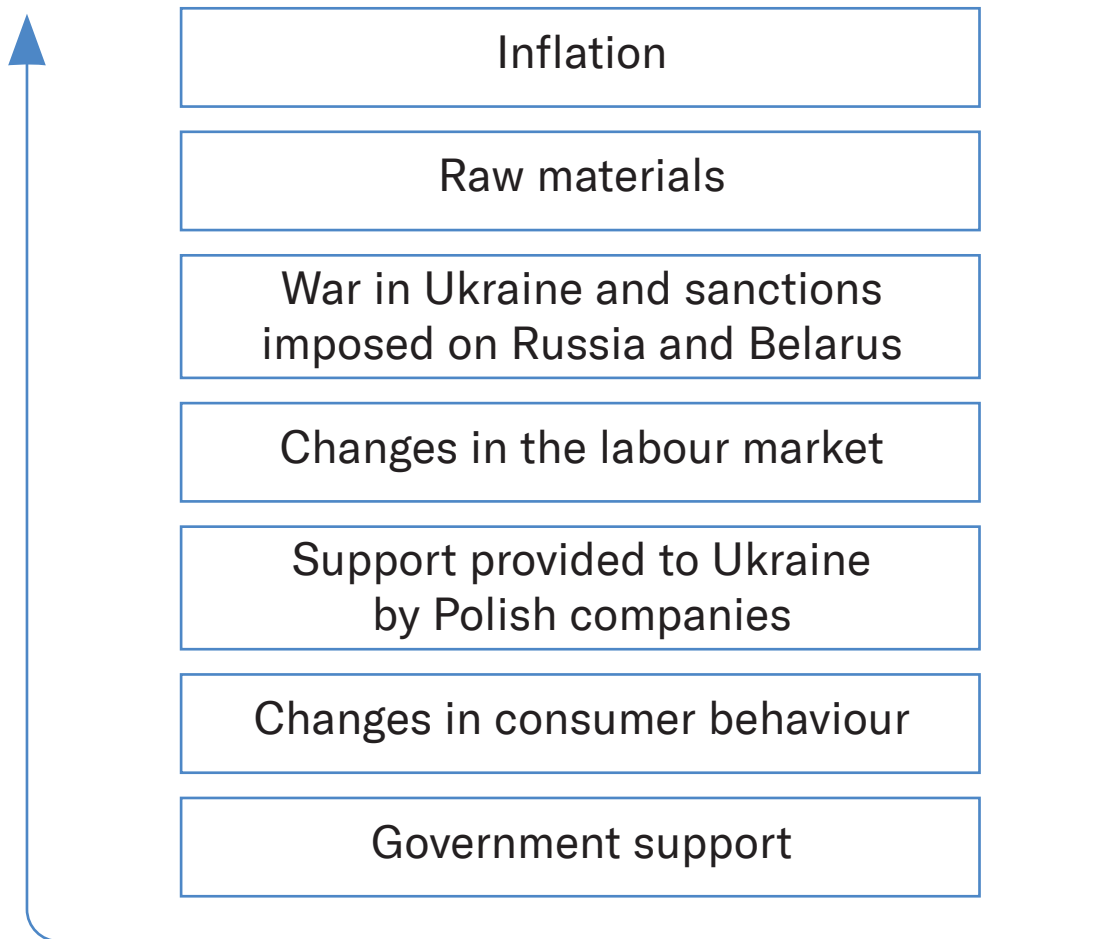 Inflation
Raw materials
War in Ukraine and sanctions
imposed on Russia and Belarus
Changes in the labour market
Support provided to Ukraine
by Polish companies
Changes in consumer behaviour
Government support